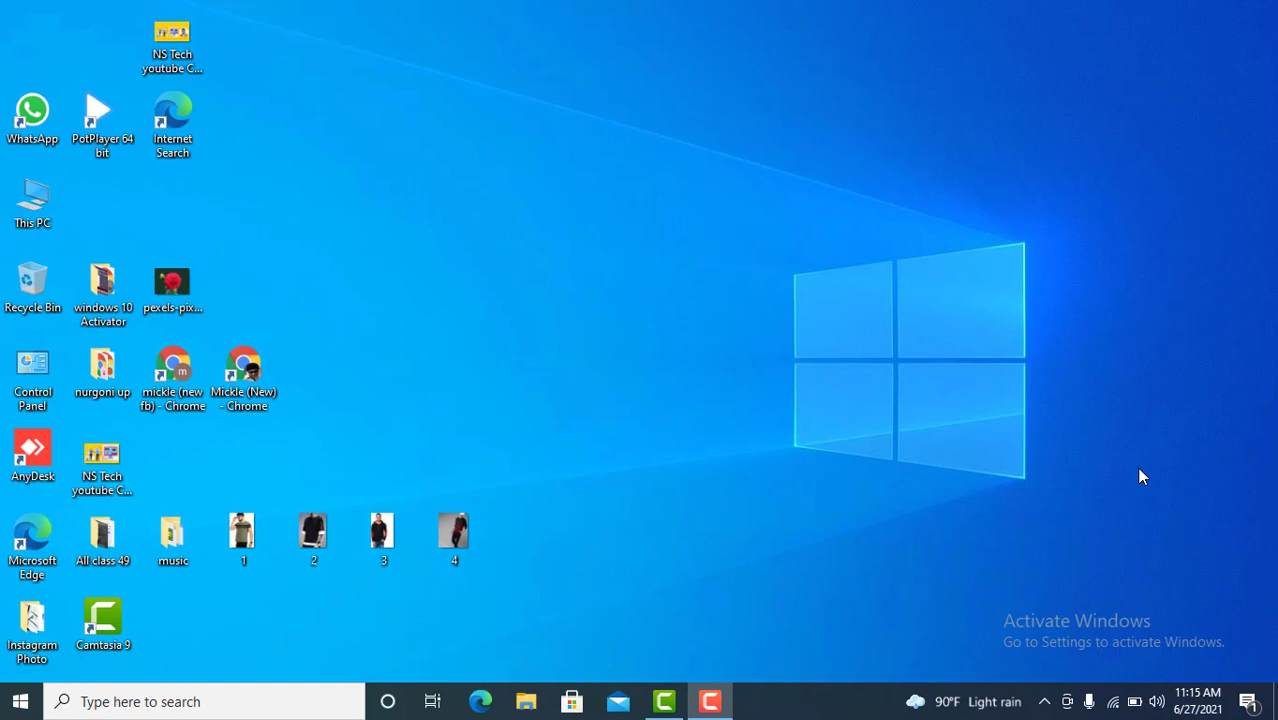 NS Tech
youtube C...
WhatsApp
PotPlayer 64
bit
Internet
Search
This PC
Recycle Bin
windows 10
Activator
pexels-pix...
Control
Panel
nurgoni up
mickle (new
fb) - Chrome
m
Mickle (New)
- Chrome
AnyDesk
NS Tech
youtube C...
Microsoft
Edge
All class 49
music
1
2
3
4
Instagram
Photo
Camtasia 9
Activate Windows
Go to Settings to activate Windows.
Type here to search
90°F Light rain
11:15 AM
6/27/2021
1